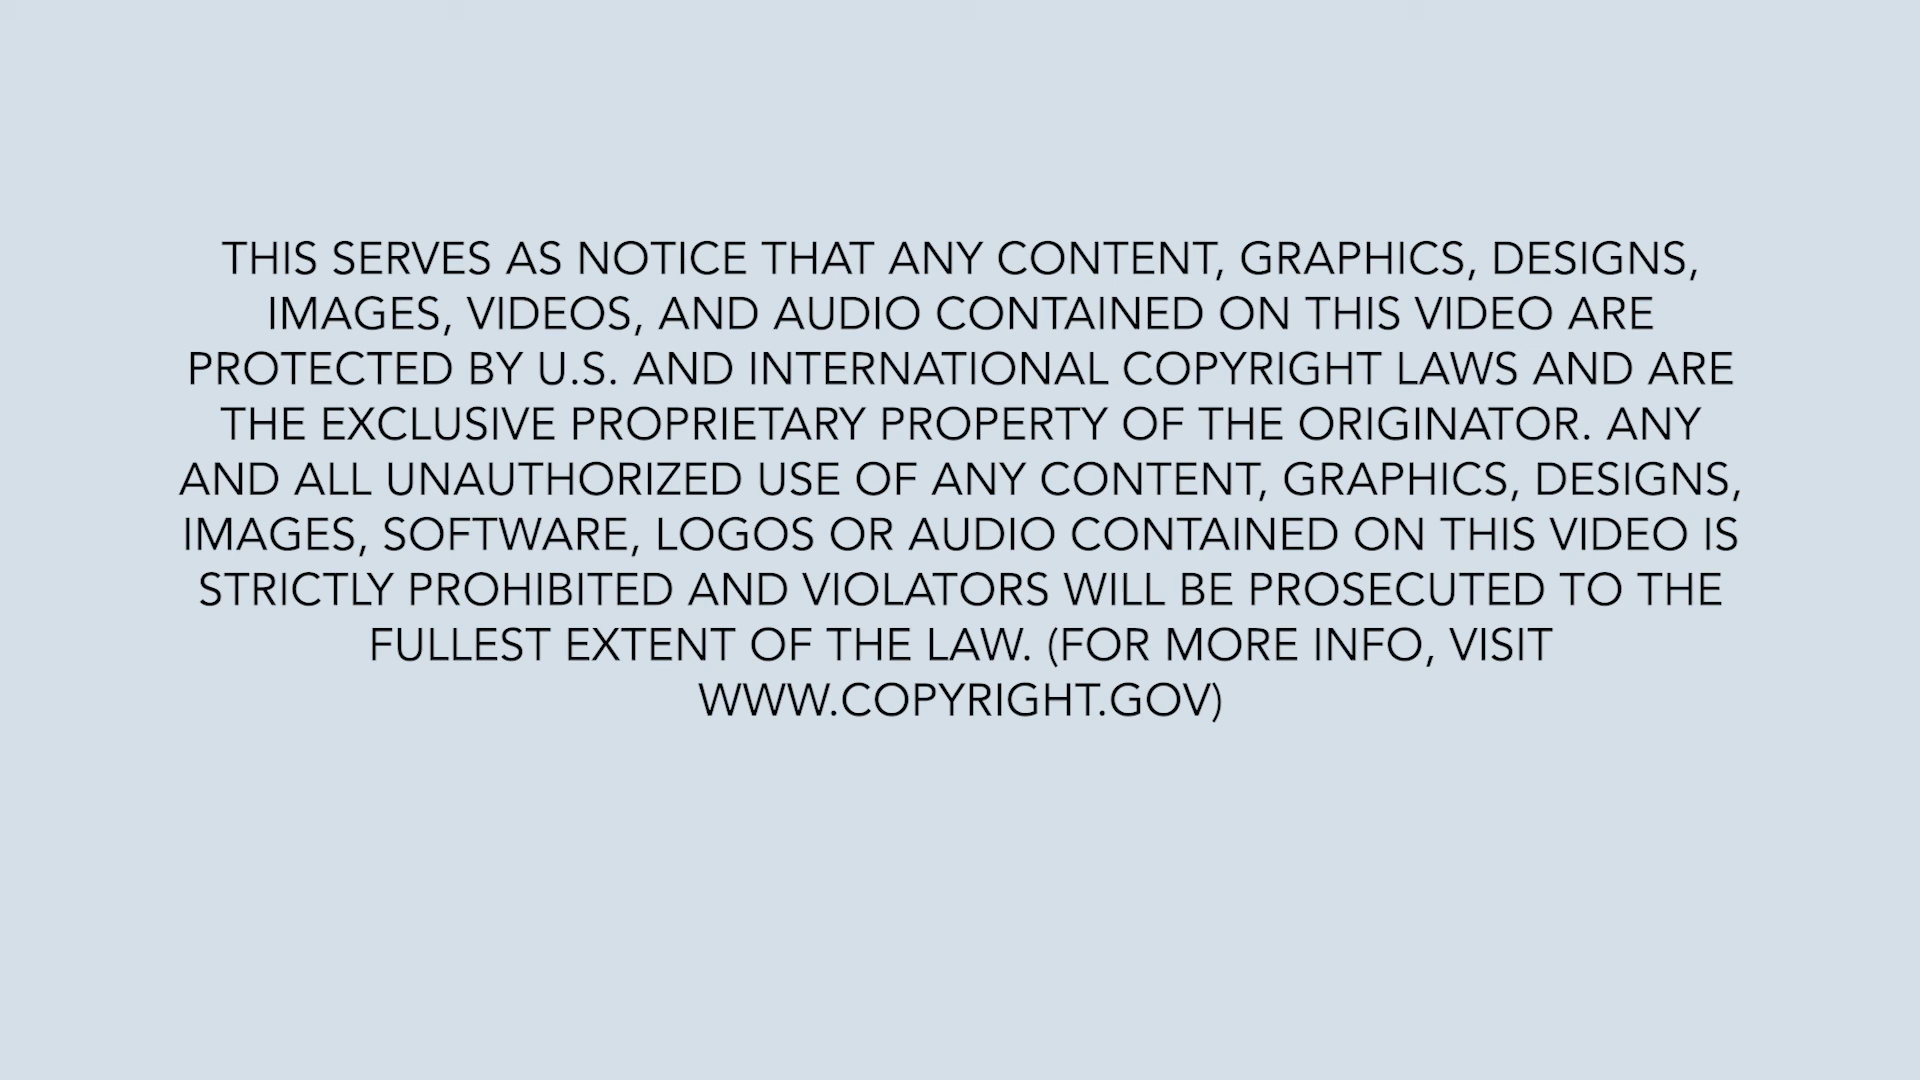 THIS SERVES AS NOTICE THAT ANY CONTENT, GRAPHICS, DESIGNS,
IMAGES, VIDEOS, AND AUDIO CONTAINED ON THIS VIDEO ARE
PROTECTED BY U.S. AND INTERNATIONAL COPYRIGHT LAWS AND ARE
THE EXCLUSIVE PROPRIETARY PROPERTY OF THE ORIGINATOR. ANY
AND ALL UNAUTHORIZED USE OF ANY CONTENT, GRAPHICS, DESIGNS,
IMAGES, SOFTWARE, LOGOS OR AUDIO CONTAINED ON THIS VIDEO IS
STRICTLY PROHIBITED AND VIOLATORS WILL BE PROSECUTED TO THE
FULLEST EXTENT OF THE LAW. (FOR MORE INFO, VISIT
WWW.COPYRIGHT.GOV)